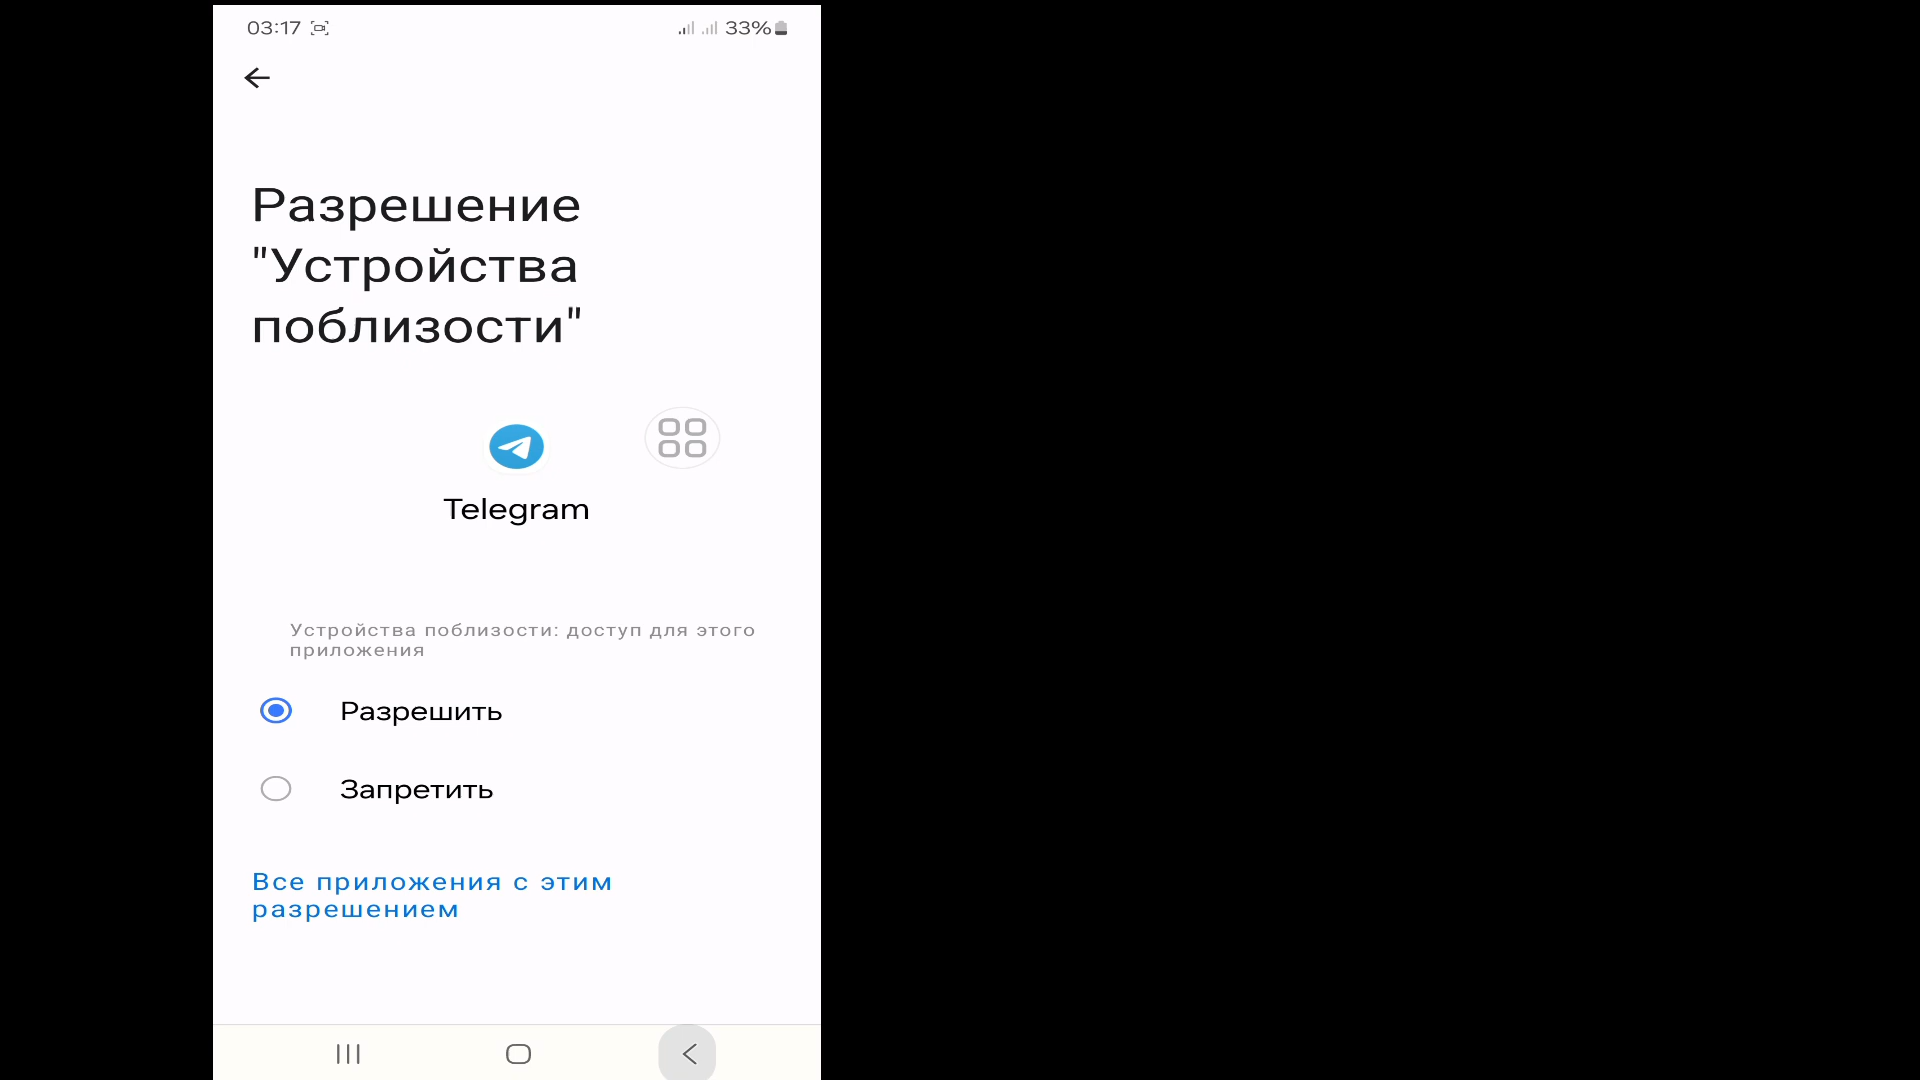 03:17
33%
Разрешение
"Устройства
поблизости"
Telegram
Устройства поблизости: доступ для этого
приложения
Разрешить
Запретить
Все приложения с этим
разрешением